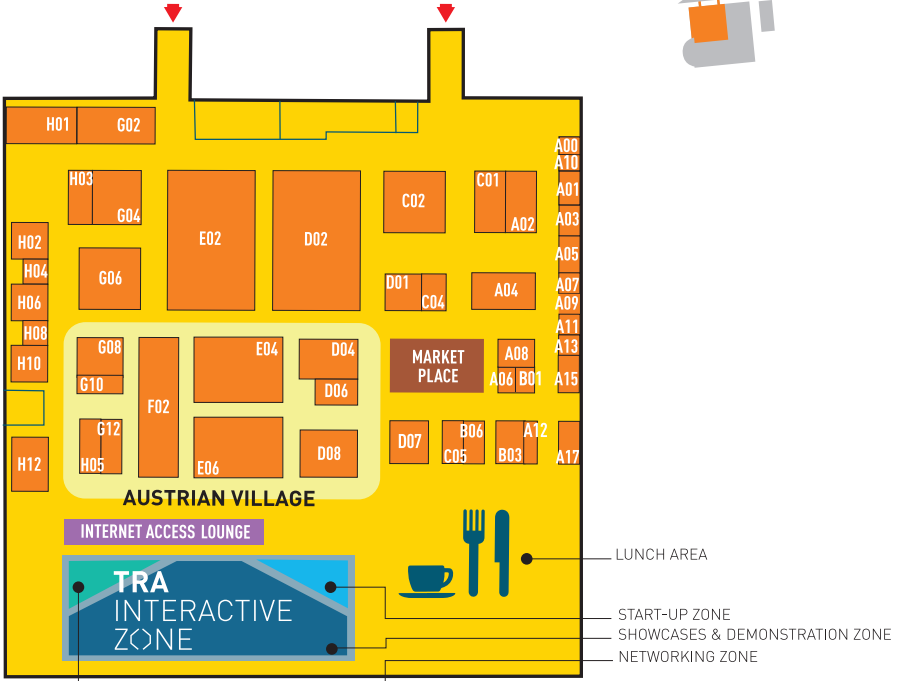 H01 G02
A00
A10
H03 C01
A01
C02
G04 A02 A03
H02 E02 D02
A05
H04 G06 D01 A07
A04
H06 C04 A09
A11
H08
G08 E04 D04 A13
H10 MARKET A08
PLACE
G10 D06 A06 B01 A15
F02
G12 B06 A12
D07
H12 H05 E06 D08 C05 B03 A17
AUSTRIAN VILLAGE
INTERNET ACCESS LOUNGE
LUNCH AREA
TRA
INTERACTIVE
ZONE
START-UP ZONE
SHOWCASES & DEMONSTRATION ZONE
NETWORKING ZONE